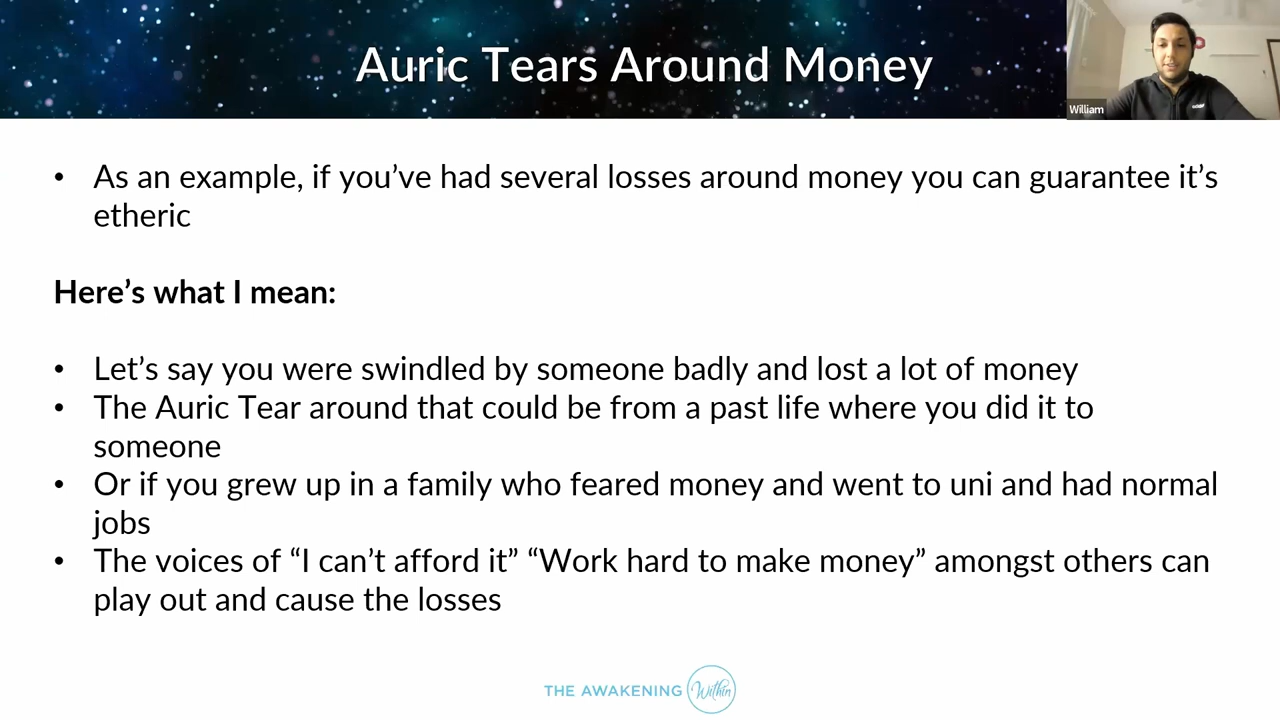 Auric Tears Around Money
William
• As an example, if you’ve had several losses around money you can guarantee it’s
etheric
Here’s what I mean:
• Let’s say you were swindled by someone badly and lost a lot of money
• The Auric Tear around that could be from a past life where you did it to
someone
• Or if you grew up in a family who feared money and went to uni and had normal
jobs
• The voices of “I can’t afford it” “Work hard to make money” amongst others can
play out and cause the losses
THE AWAKENING Within